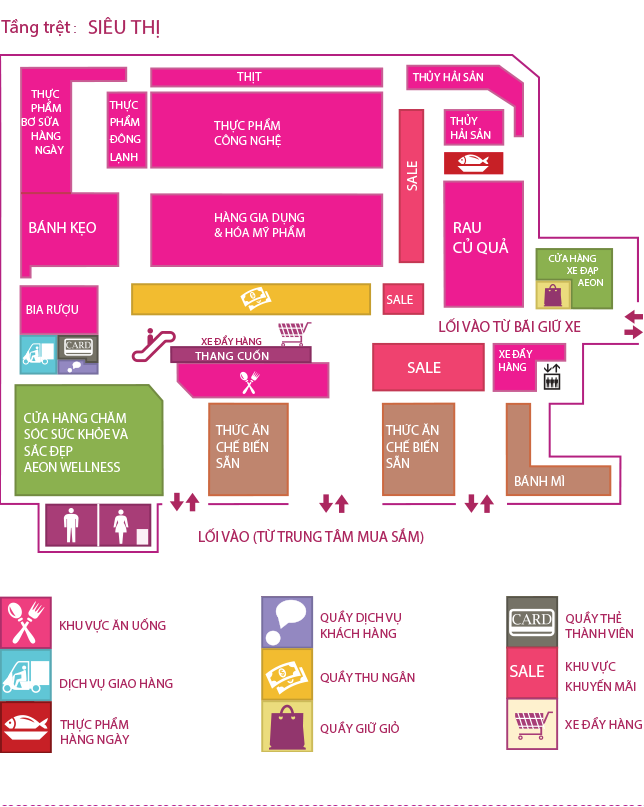 Tầng trệt : SIÊU THỊ
THỰC
PHẨM
BƠ SỮA
HÀNG
NGÀY
THỰC
PHẨM
ĐÔNG
LẠNH
THỊT
THỰC PHẨM
CÔNG NGHỆ
THỦY HẢI SẢN
THỦY
HẢI SẢN
SALE
BÁNH KẸO
HÀNG GIA DỤNG
& HÓA MỸ PHẨM
RAU
CỦ QUẢ
CỬA HÀNG
XE ĐẠP
AEON
BIA RƯỢU
SALE
LỐI VÀO TỪ BÃI GIỮ XE
CARD
XE ĐẨY HÀNG
THANG CUỐN
SALE
XE ĐẨY
HÀNG
CỬA HÀNG CHĂM
SÓC SỨC KHỎE VÀ
SẮC ĐẸP
AEON WELLNESS
THỨC ĂN
CHẾ BIẾN
SẴN
THỨC ĂN
CHẾ BIẾN
SẴN
BÁNH MÌ
LỐI VÀO (TỪ TRUNG TÂM MUA SẮM)
KHU VỰC ĂN UỐNG
QUẦY DỊCH VỤ
KHÁCH HÀNG
CARD
QUẦY THẺ
THÀNH VIÊN
DỊCH VỤ GIAO HÀNG
QUẦY THU NGÂN
SALE
KHU VỰC
KHUYẾN MÃI
THỰC PHẨM
HÀNG NGÀY
QUẦY GIỮ GIỎ
XE ĐẨY HÀNG